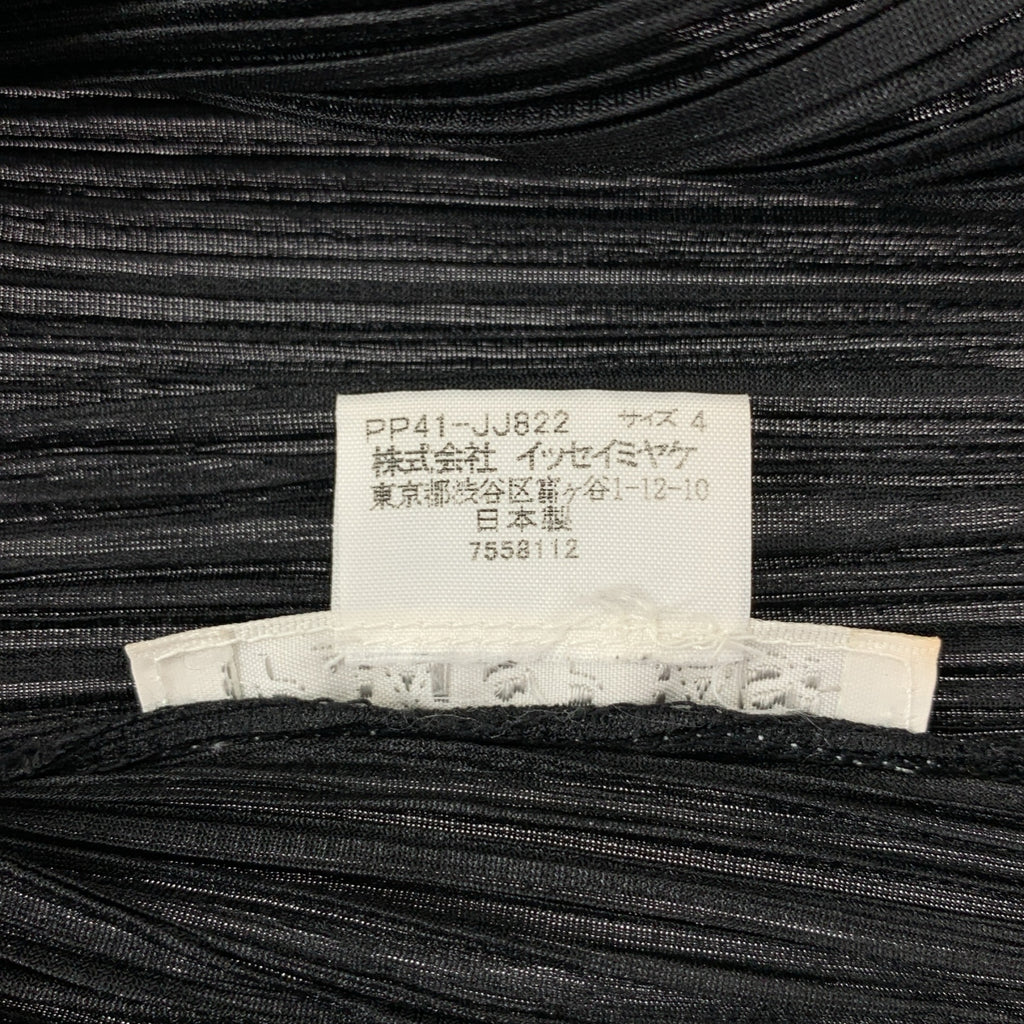 PP41-JJ822 サイズ 4
株式会社 イッセイミヤケ
東京都渋谷区富ヶ谷1-12-10
日本製
7558112